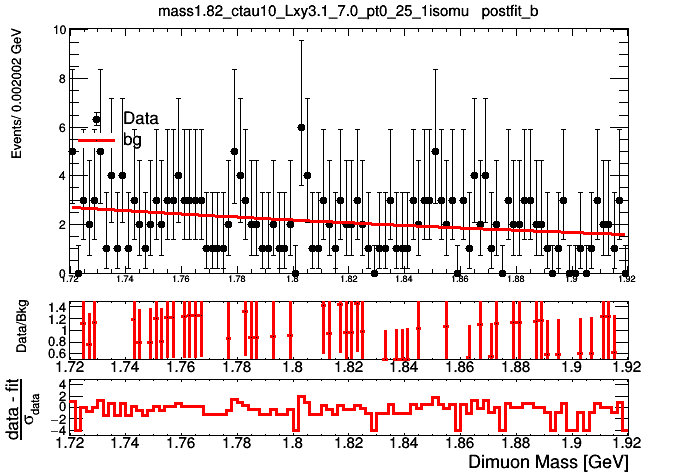 mass1.82_ctau10_Lxy3.1_7.0_pt0_25_1isomu postfit_b
Events/ 0.002002 GeV
10
8
6
4
2
0
Data
bg
1.72 1.74 1.76 1.78 1.8 1.82 1.84 1.86 1.88 1.9 1.92
Data/Bkg
1.4
1.2
1
0.8
0.6
1.72 1.74 1.76 1.78 1.8 1.82 1.84 1.86 1.88 1.9 1.92
data - fit
σdata
4
2
0
−2
−4
1.72 1.74 1.76 1.78 1.8 1.82 1.84 1.86 1.88 1.9 1.92
Dimuon Mass [GeV]